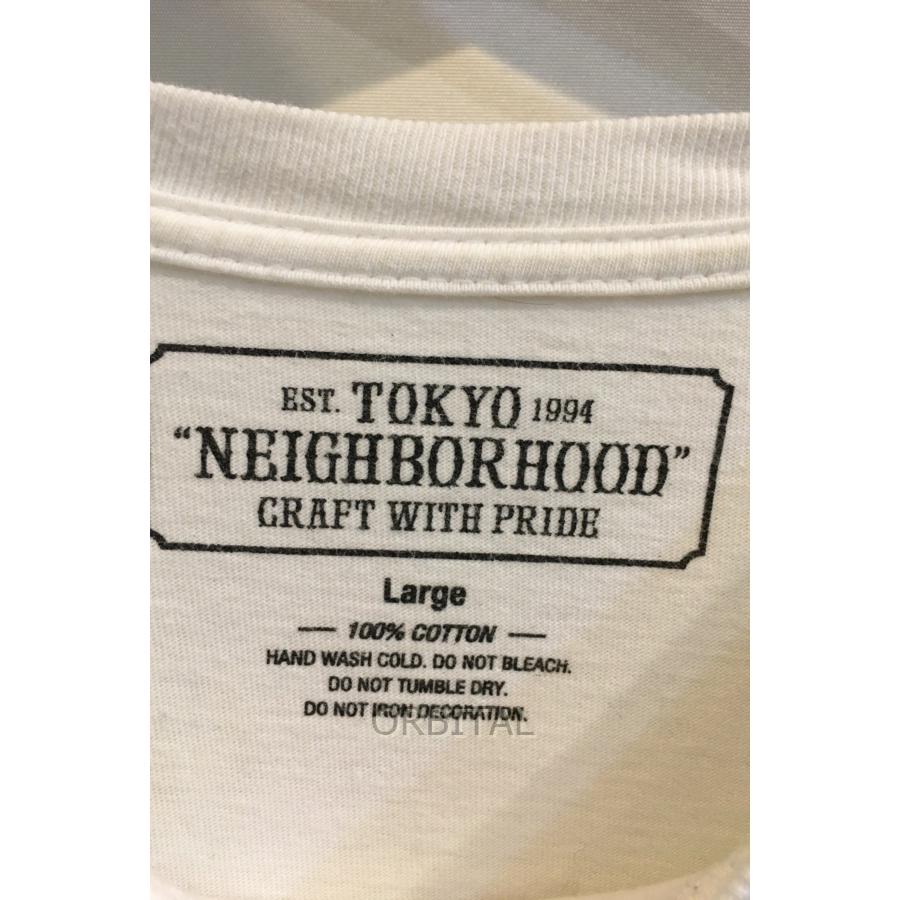 EST. TOKYO 1994
“NEIGHBORHOOD”
CRAFT WITH PRIDE
Large
100% COTTON
HAND WASH COLD. DO NOT BLEACH.
DO NOT TUMBLE DRY.
DO NOT IRON DECORATION.
ORBITAL